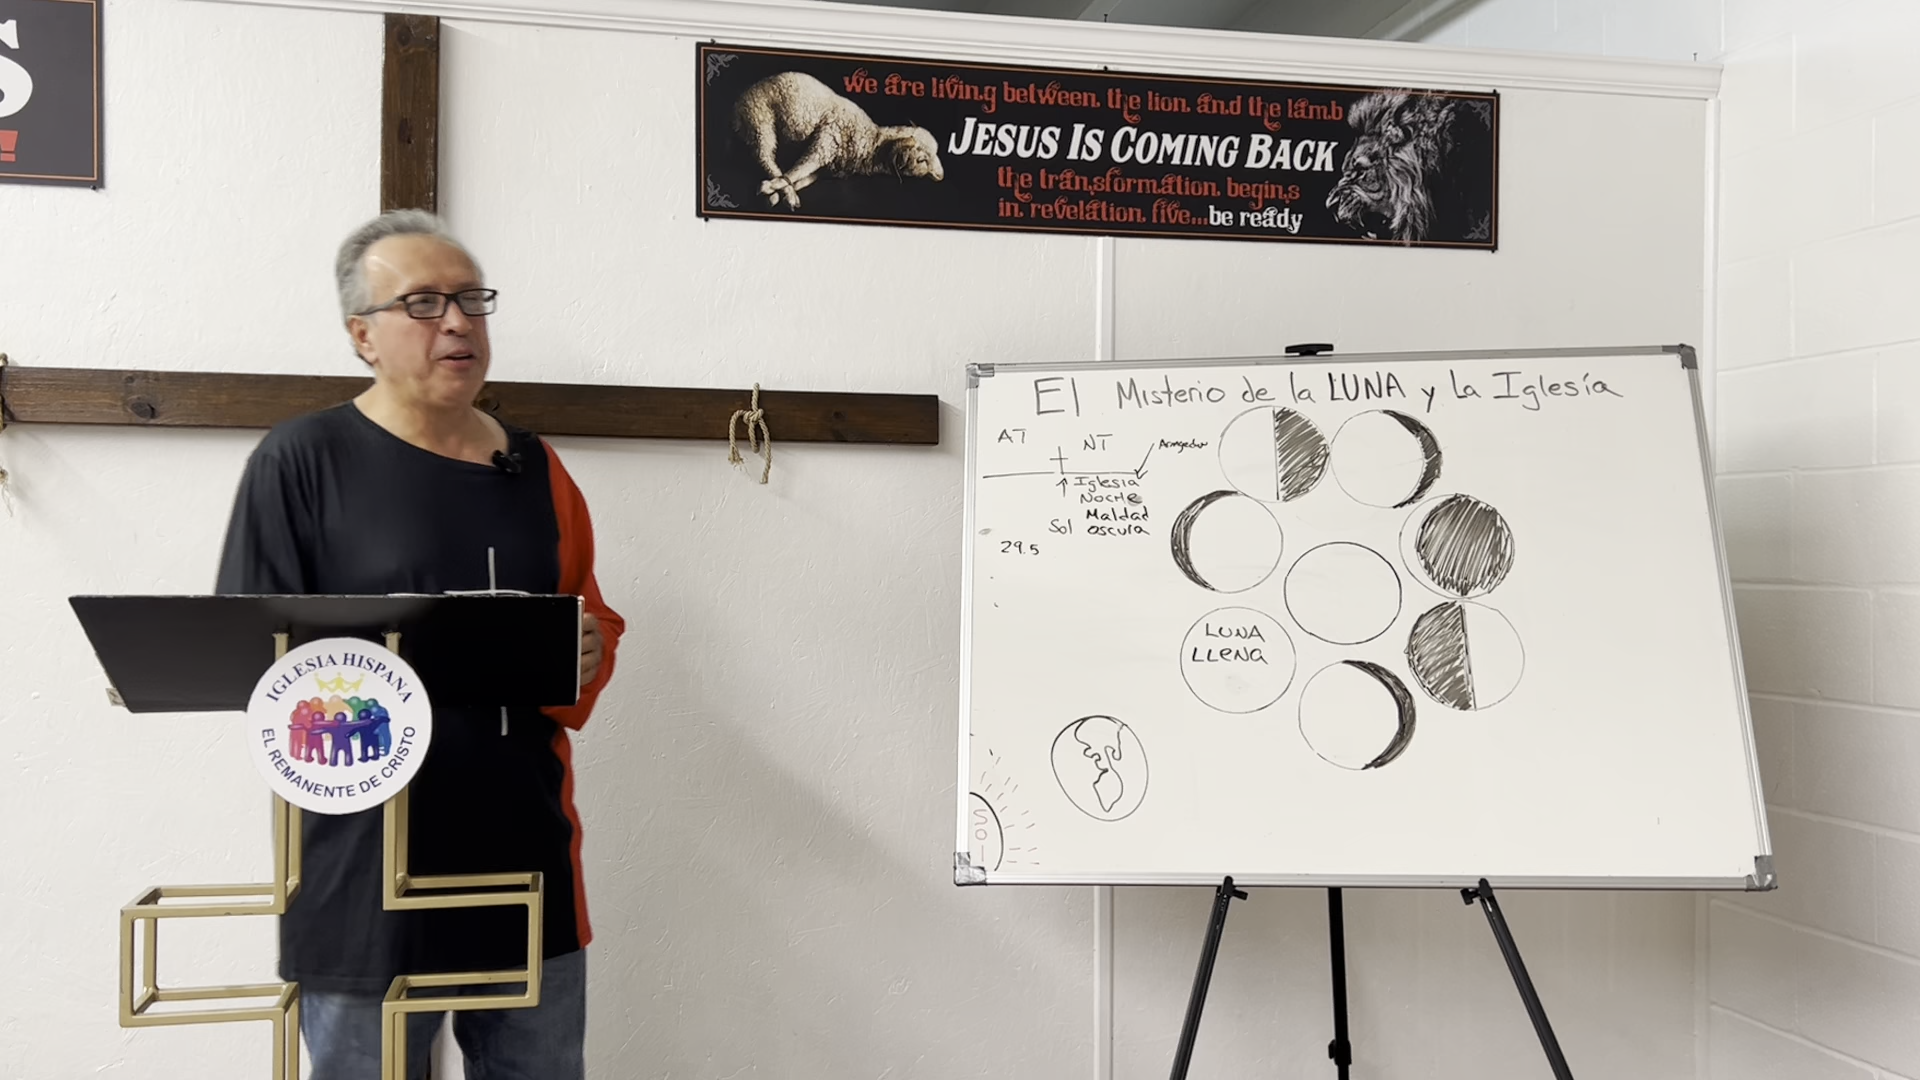 S
!
we are living between the lion and the lamb
JESUS IS COMING BACK
the transformation begins
in revelation five...be ready
El Misterio de la LUNA y La Iglesía
AT
NT
Armgedon
Iglesia
NOCHE
Maldad
Sol oscura
29.5
LUNA
LLENA
Sol
IGLESIA HISPANA
EL REMANENTE DE CRISTO